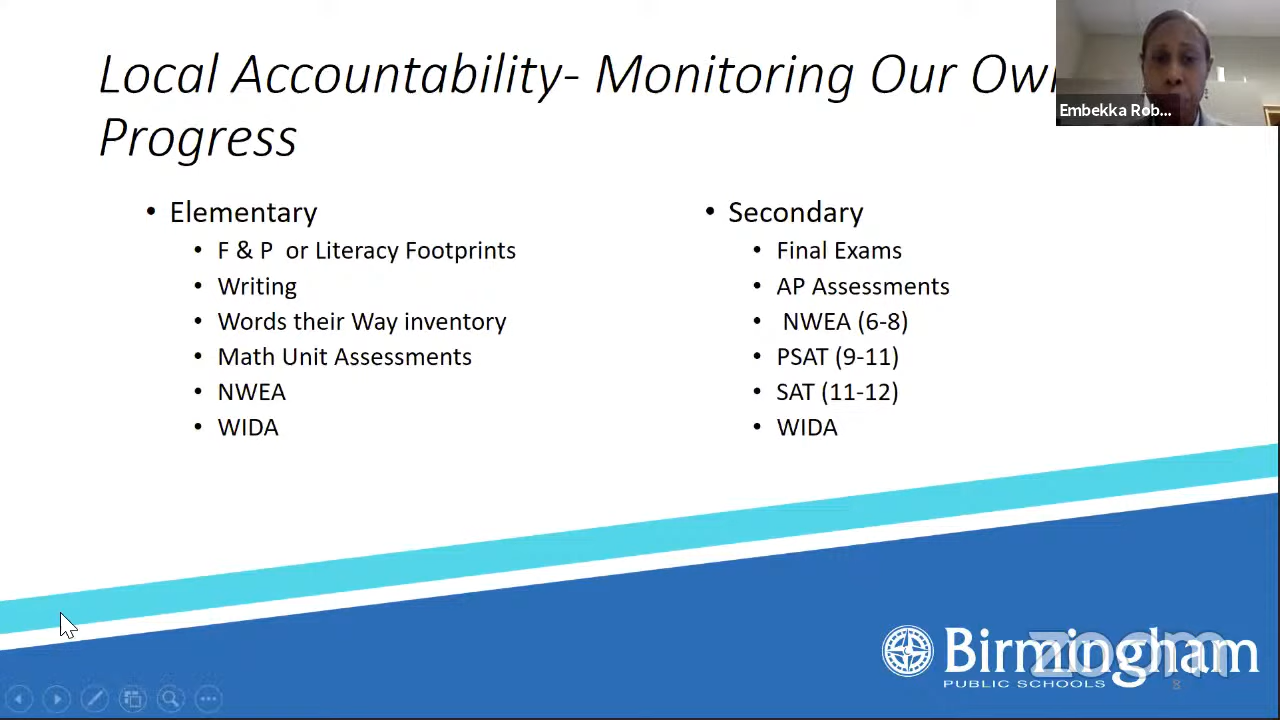 Local Accountability- Monitoring Our Own
Progress
Embekka Rob...
• Elementary
• F & P or Literacy Footprints
• Writing
• Words their Way inventory
• Math Unit Assessments
• NWEA
• WIDA
• Secondary
• Final Exams
• AP Assessments
• NWEA (6-8)
• PSAT (9-11)
• SAT (11-12)
• WIDA
Birmingham
PUBLIC SCHOOLS
zoom
8